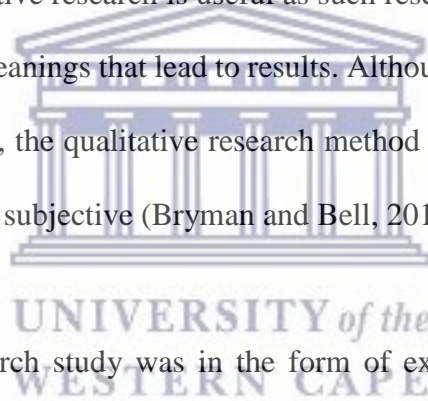 tive research is useful as such rese
eanings that lead to results. Althou
, the qualitative research method
subjective (Bryman and Bell, 201
UNIVERSITY of the
rch study was in the form of ex
WESTERN CAPE